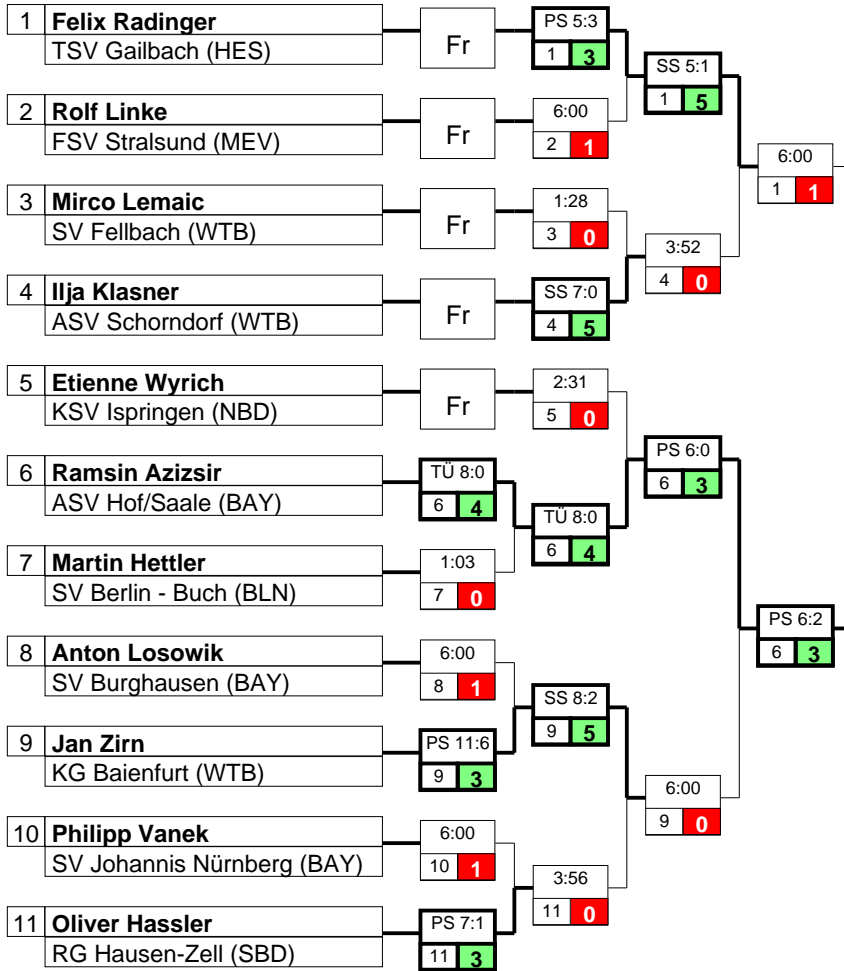 1 Felix Radinger
TSV Gailbach (HES)
Fr
PS 5:3
1 3
SS 5:1
1 5
2 Rolf Linke
FSV Stralsund (MEV)
Fr
6:00
2 1
6:00
1 1
3 Mirco Lemaic
SV Fellbach (WTB)
Fr
1:28
3 0
3:52
4 0
4 Ilja Klasner
ASV Schorndorf (WTB)
Fr
SS 7:0
4 5
5 Etienne Wyrich
KSV Ispringen (NBD)
Fr
2:31
5 0
PS 6:0
6 3
6 Ramsin Azizsir
ASV Hof/Saale (BAY)
TÜ 8:0
6 4
TÜ 8:0
6 4
7 Martin Hettler
SV Berlin - Buch (BLN)
1:03
7 0
PS 6:2
6 3
8 Anton Losowik
SV Burghausen (BAY)
6:00
8 1
SS 8:2
9 5
9 Jan Zirn
KG Baienfurt (WTB)
PS 11:6
9 3
6:00
9 0
10 Philipp Vanek
SV Johannis Nürnberg (BAY)
6:00
10 1
3:56
11 0
11 Oliver Hassler
RG Hausen-Zell (SBD)
PS 7:1
11 3